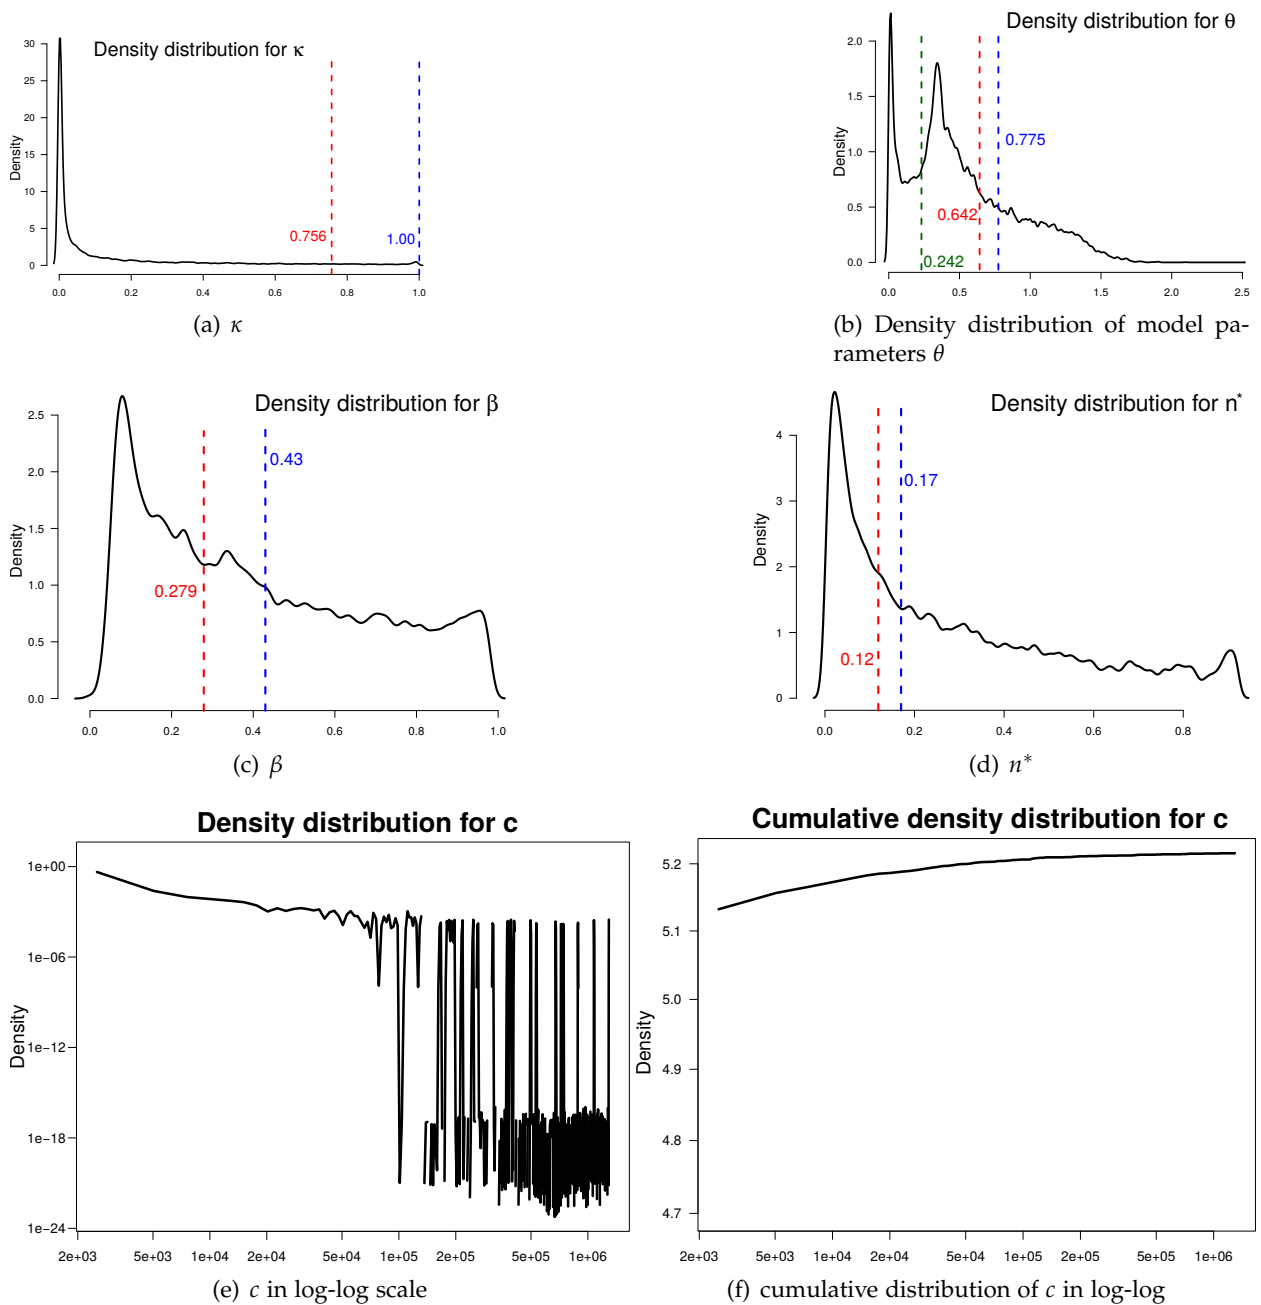 Density distribution for κ
Density
30
25
20
15
10
5
0
0.756
1.00
0.0 0.2 0.4 0.6 0.8 1.0
(a) κ
Density distribution for θ
Density
2.0
1.5
1.0
0.5
0.0
0.775
0.642
0.242
0.0 0.5 1.0 1.5 2.0 2.5
(b) Density distribution of model pa-
rameters θ
Density distribution for β
Density
2.5
2.0
1.5
1.0
0.5
0.0
0.43
0.279
0.0 0.2 0.4 0.6 0.8 1.0
(c) β
Density distribution for n*
Density
4
3
2
1
0
0.17
0.12
0.0 0.2 0.4 0.6 0.8
(d) n*
Density distribution for c
Density
1e+00
1e−06
1e−12
1e−18
1e−24
2e+03 5e+03 1e+04 2e+04 5e+04 1e+05 2e+05 5e+05 1e+06
(e) c in log-log scale
Cumulative density distribution for c
Density
5.2
5.1
5.0
4.9
4.8
4.7
2e+03 5e+03 1e+04 2e+04 5e+04 1e+05 2e+05 5e+05 1e+06
(f) cumulative distribution of c in log-log